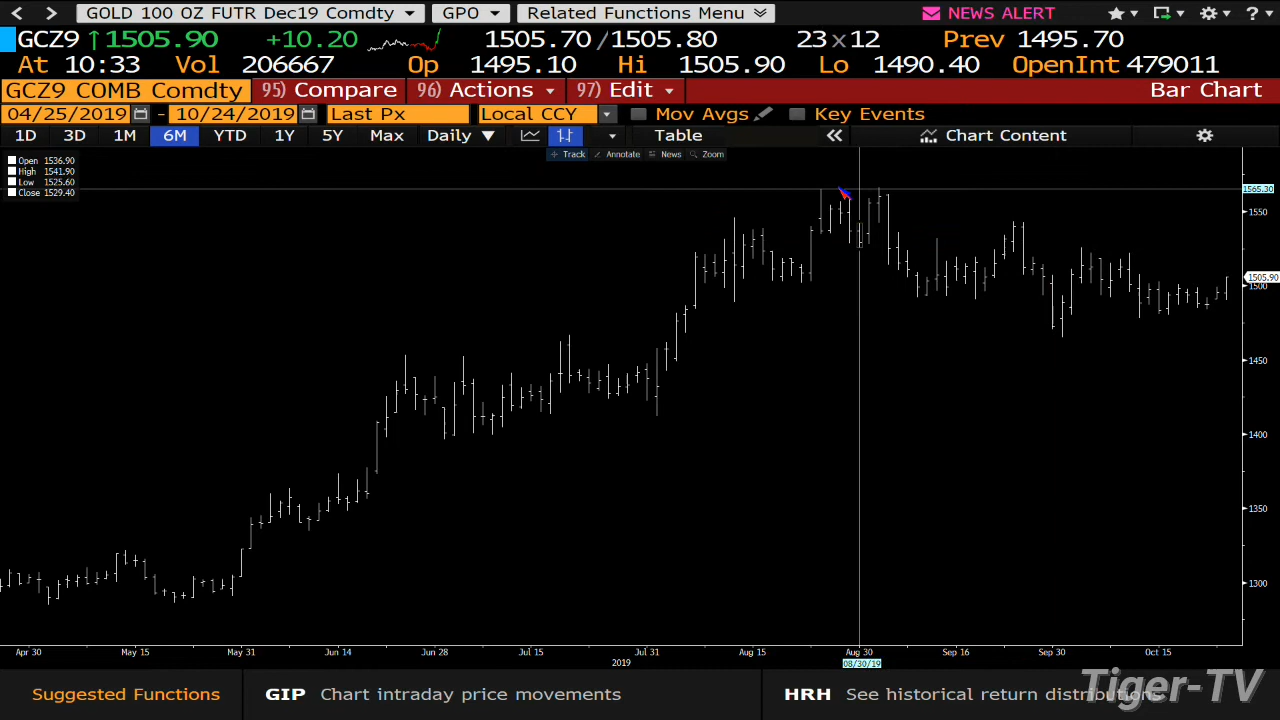 GOLD 100 OZ FUTR Dec19 Comdty GPO Related Functions Menu NEWS ALERT ?
GCZ9 ↑1505.90 +10.20 1505.70/1505.80 23x12 Prev 1495.70
At 10:33 Vol 206667 Op 1495.10 Hi 1505.90 Lo 1490.40 OpenInt 479011
GCZ9 COMB Comdty 95) Compare 96) Actions 97) Edit Bar Chart
04/25/2019 - 10/24/2019 Last Px Local CCY Mov Avgs Key Events
1D 3D 1M 6M YTD 1Y 5Y Max Daily ▼ Table « Chart Content
Track Annotate News Zoom
Open 1536.90
High 1541.90
Low 1525.60
Close 1529.40
1565.30
1550
1505.90
1500
1450
1400
1350
1300
Apr 30 May 15 May 31 Jun 14 Jun 28 Jul 15 Jul 31 Aug 15 Aug 30 Sep 16 Sep 30 Oct 15
2019 08/30/19
Suggested Functions GIP Chart intraday price movements HRH See historical return distributions
Tiger-TV